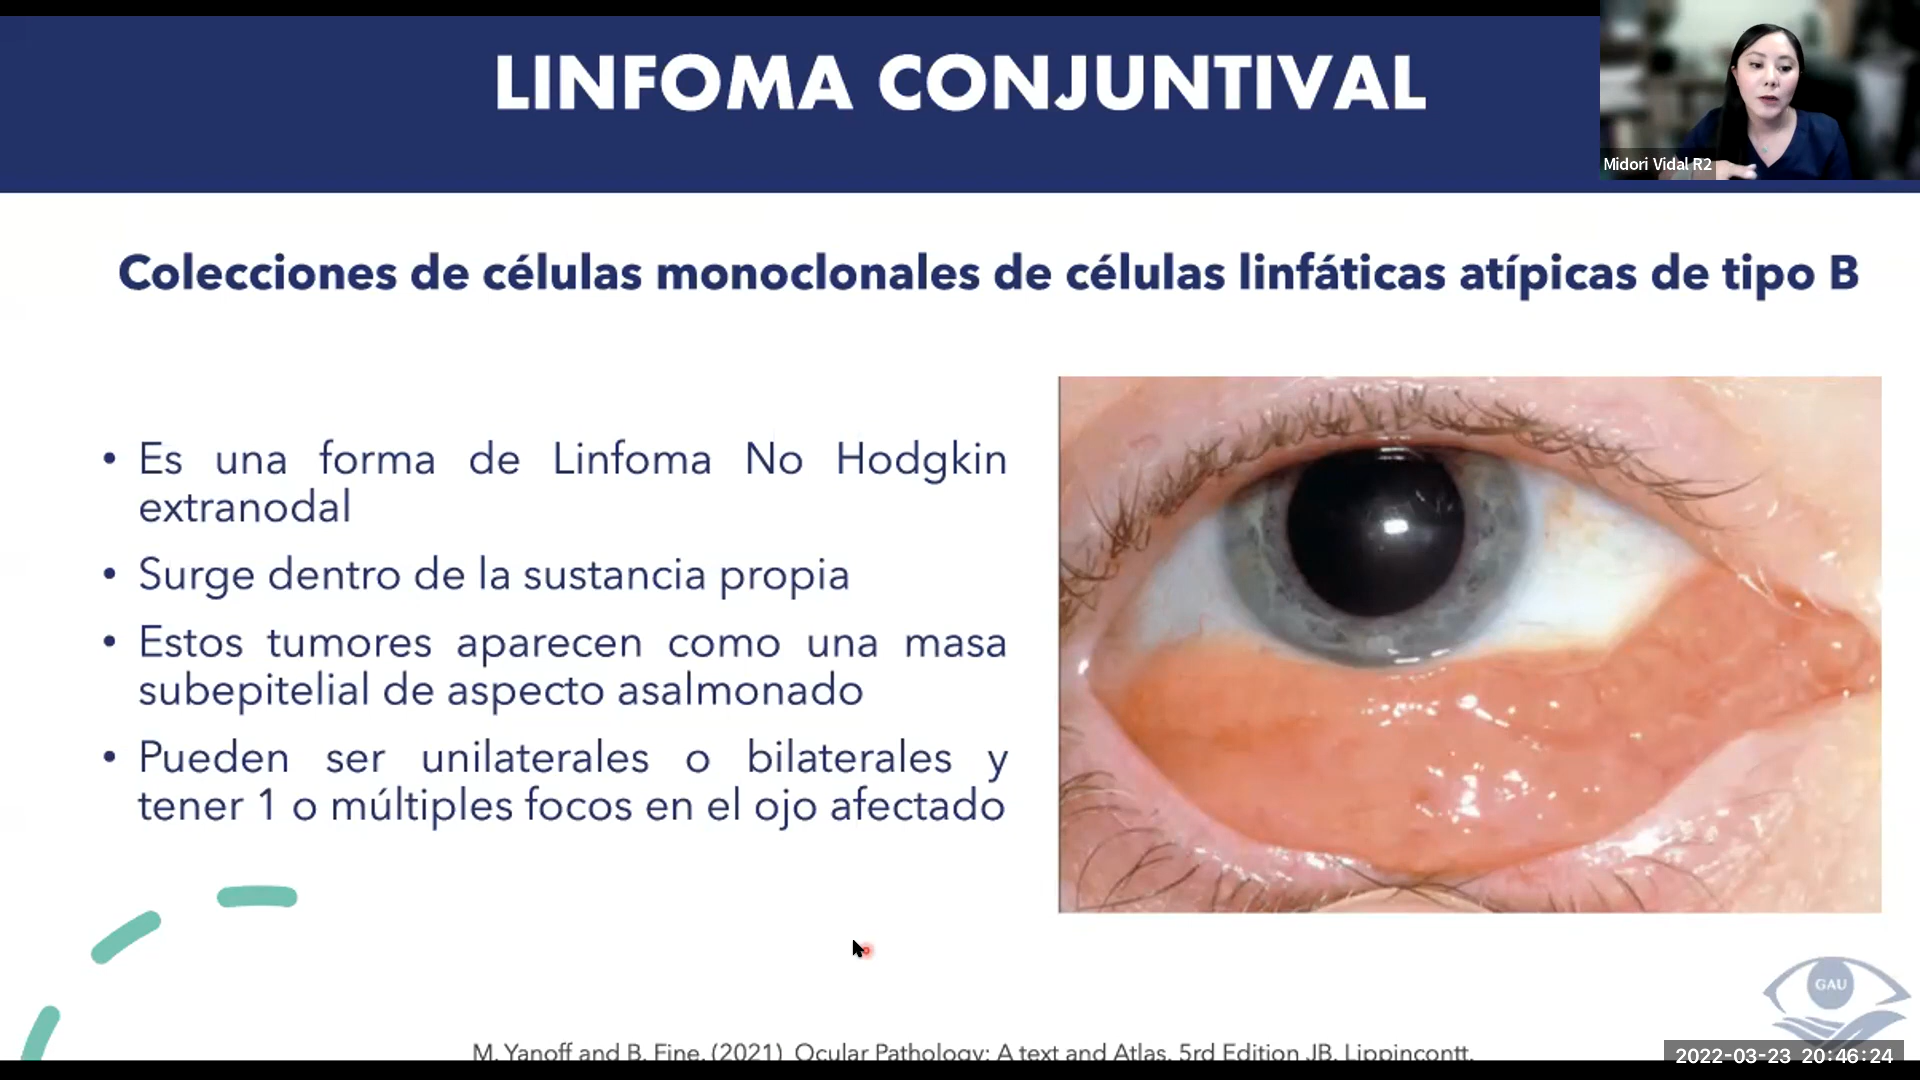 LINFOMA CONJUNTIVAL
Midori Vidal R2
Colecciones de células monoclonales de células linfáticas atípicas de tipo B
• Es una forma de Linfoma No Hodgkin
extranodal
• Surge dentro de la sustancia propia
• Estos tumores aparecen como una masa
subepitelial de aspecto asalmonado
• Pueden ser unilaterales o bilaterales y
tener 1 o múltiples focos en el ojo afectado
GAU
M. Yanoff and B. Fine. (2021) Ocular Pathology: A text and Atlas. 5rd Edition JB. Lippincontt.
2022-03-23 20:46:24